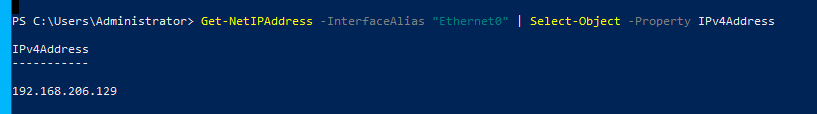 PS C:\Users\Administrator> Get-NetIPAddress -InterfaceAlias "Ethernet0" | Select-Object -Property IPv4Address
IPv4Address
-----------
192.168.206.129